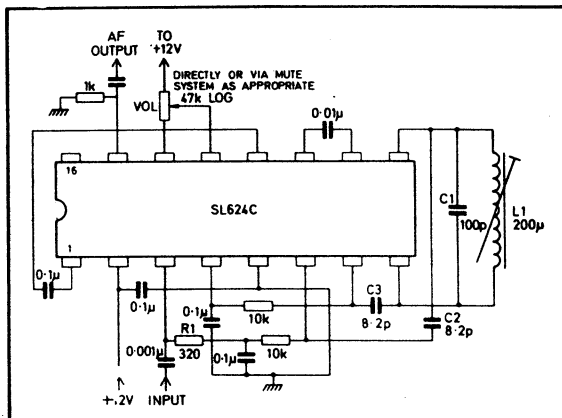 AF
OUTPUT
TO
+12V
1k
VOL
DIRECTLY OR VIA MUTE
SYSTEM AS APPROPRIATE
47k LOG
0·01µ
16
SL624C
1
C1
100p
L1
200µ
0·1µ
0·1µ
0·1µ
10k
C3
8·2p
C2
8·2p
R1
320
10k
0·001µ
0·1µ
INPUT